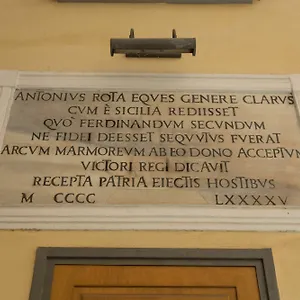 ANTONIVS ROTA EQVES GENERE CLARVS
CVM È SICILIA REDIISSET
QVÒ FERDINANDVM SECVNDVM
NE FIDEI DEESSET SEQVVTVS FVERAT
ARCVM MARMOREVM AB EO DONO ACCEPTVM
VICTORI REGI DICAVIT
RECEPTA PATRIA EIECTIS HOSTIBVS
M CCCC LXXXXV